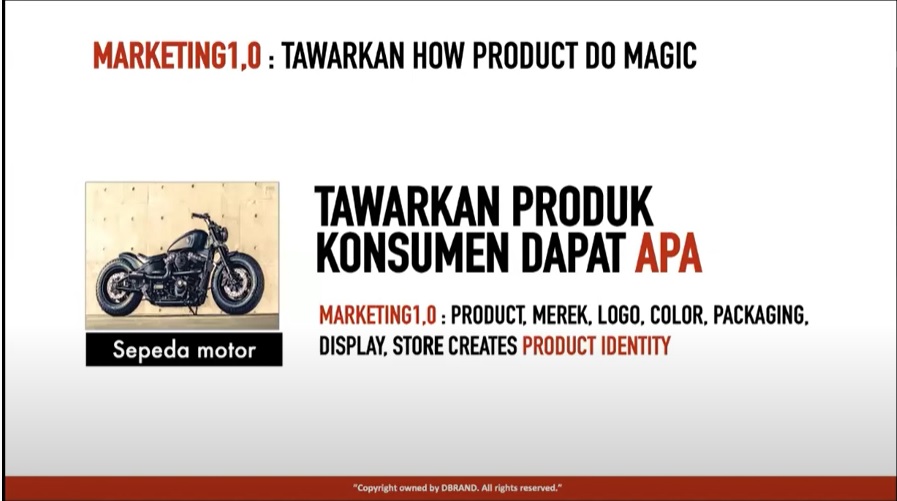 MARKETING1,0 : TAWARKAN HOW PRODUCT DO MAGIC
TAWARKAN PRODUK
KONSUMEN DAPAT APA
MARKETING1,0 : PRODUCT, MEREK, LOGO, COLOR, PACKAGING,
DISPLAY, STORE CREATES PRODUCT IDENTITY
Sepeda motor
"Copyright owned by DBRAND. All rights reserved."